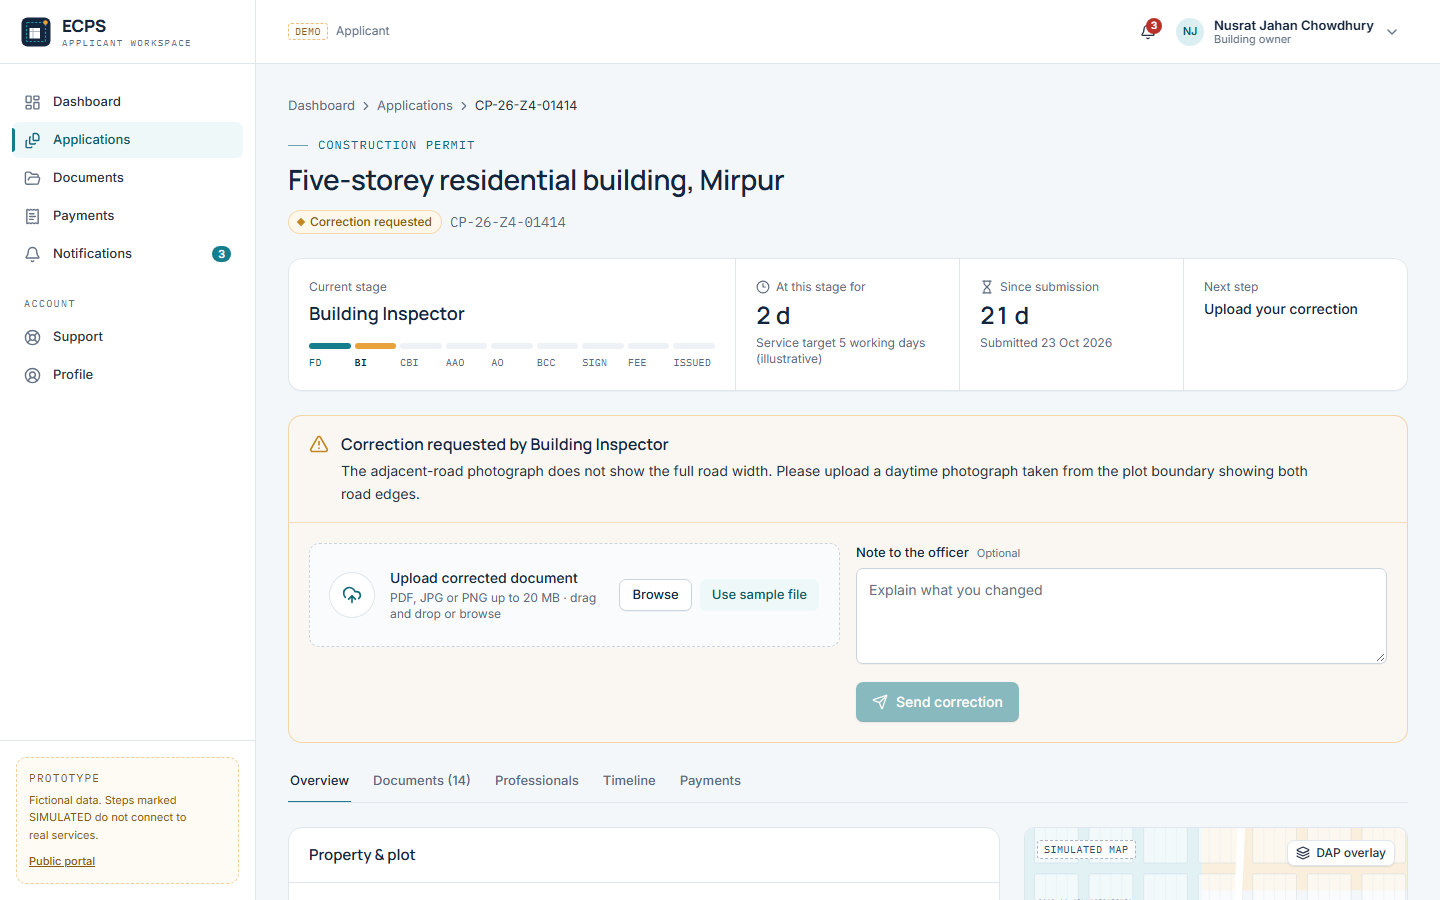 ECPS
APPLICANT WORKSPACE
DEMO Applicant
3
NJ
Nusrat Jahan Chowdhury
Building owner
Dashboard
Applications
Documents
Payments
Notifications 3
ACCOUNT
Support
Profile
PROTOTYPE
Fictional data. Steps marked
SIMULATED do not connect to
real services.
Public portal
Dashboard > Applications > CP-26-Z4-01414
CONSTRUCTION PERMIT
Five-storey residential building, Mirpur
Correction requested CP-26-Z4-01414
Current stage
Building Inspector
FD BI CBI AAO AO BCC SIGN FEE ISSUED
At this stage for
2 d
Service target 5 working days
(illustrative)
Since submission
21 d
Submitted 23 Oct 2026
Next step
Upload your correction
Correction requested by Building Inspector
The adjacent-road photograph does not show the full road width. Please upload a daytime photograph taken from the plot boundary showing both
road edges.
Upload corrected document
PDF, JPG or PNG up to 20 MB · drag
and drop or browse
Browse
Use sample file
Note to the officer Optional
Explain what you changed
Send correction
Overview Documents (14) Professionals Timeline Payments
Property & plot
SIMULATED MAP
DAP overlay